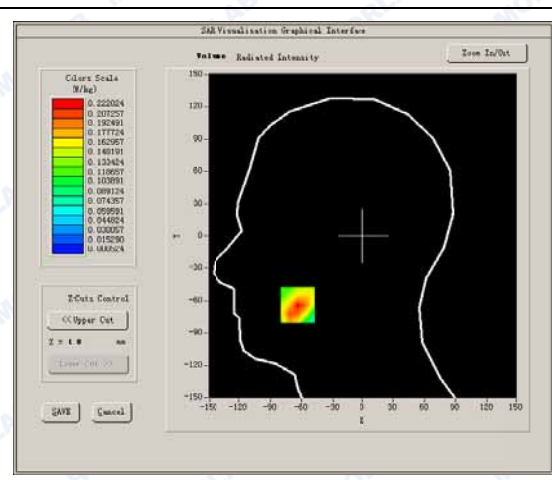 SAR Visualisation Graphical Interface
Volume Radiated Intensity
Zoom In/Out
Colors Scale
(W/kg)
0.222024
0.207257
0.192491
0.177724
0.162957
0.148191
0.133424
0.118657
0.103891
0.089124
0.074357
0.059591
0.044824
0.030057
0.015290
0.000524
150
120
90
60
30
0
-30
-60
-90
-120
-150
Y
-150 -120 -90 -60 -30 0 30 60 90 120 150
X
Z-Cuts Control
<< Upper Cut
Lower Cut >>
SAVE Cancel